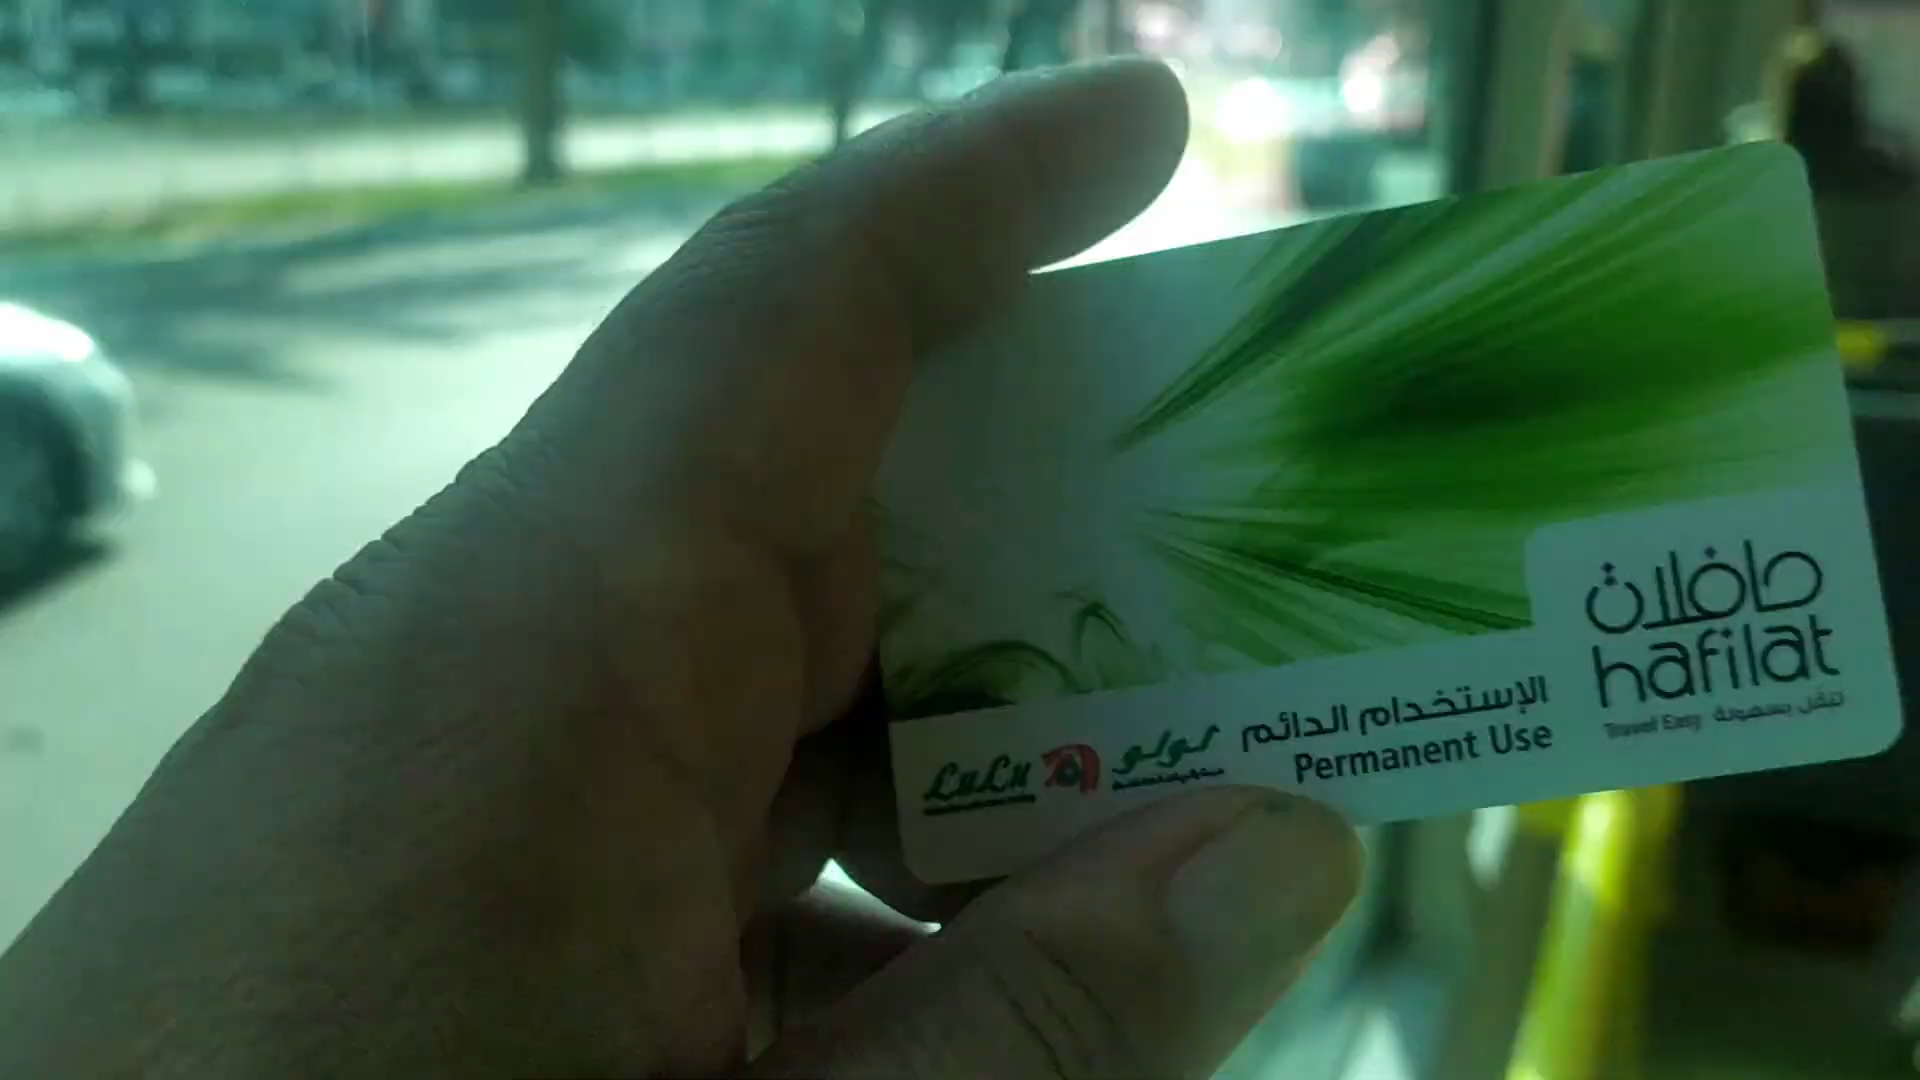 حافلات
hafilat
Travel Easy تنقل بسهولة
الإستخدام الدائم
Permanent Use
LuLu لولو